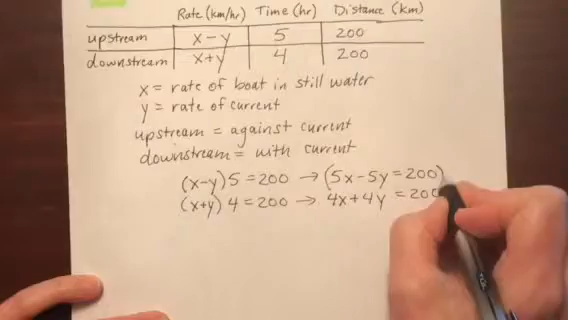 Rate (km/hr) Time (hr) Distance (km)
upstream x-y 5 200
downstream x+y 4 200
x = rate of boat in still water
y = rate of current
upstream = against current
downstream = with current
(x-y)5 = 200 → (5x-5y=200)
(x+y)4 = 200 → 4x+4y = 200